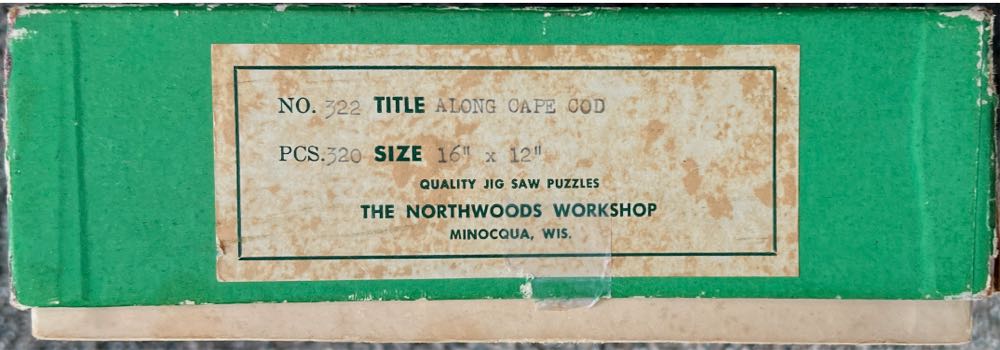 NO. 322 TITLE ALONG CAPE COD
PCS. 320 SIZE 16" x 12"
QUALITY JIG SAW PUZZLES
THE NORTHWOODS WORKSHOP
MINOCQUA, WIS.